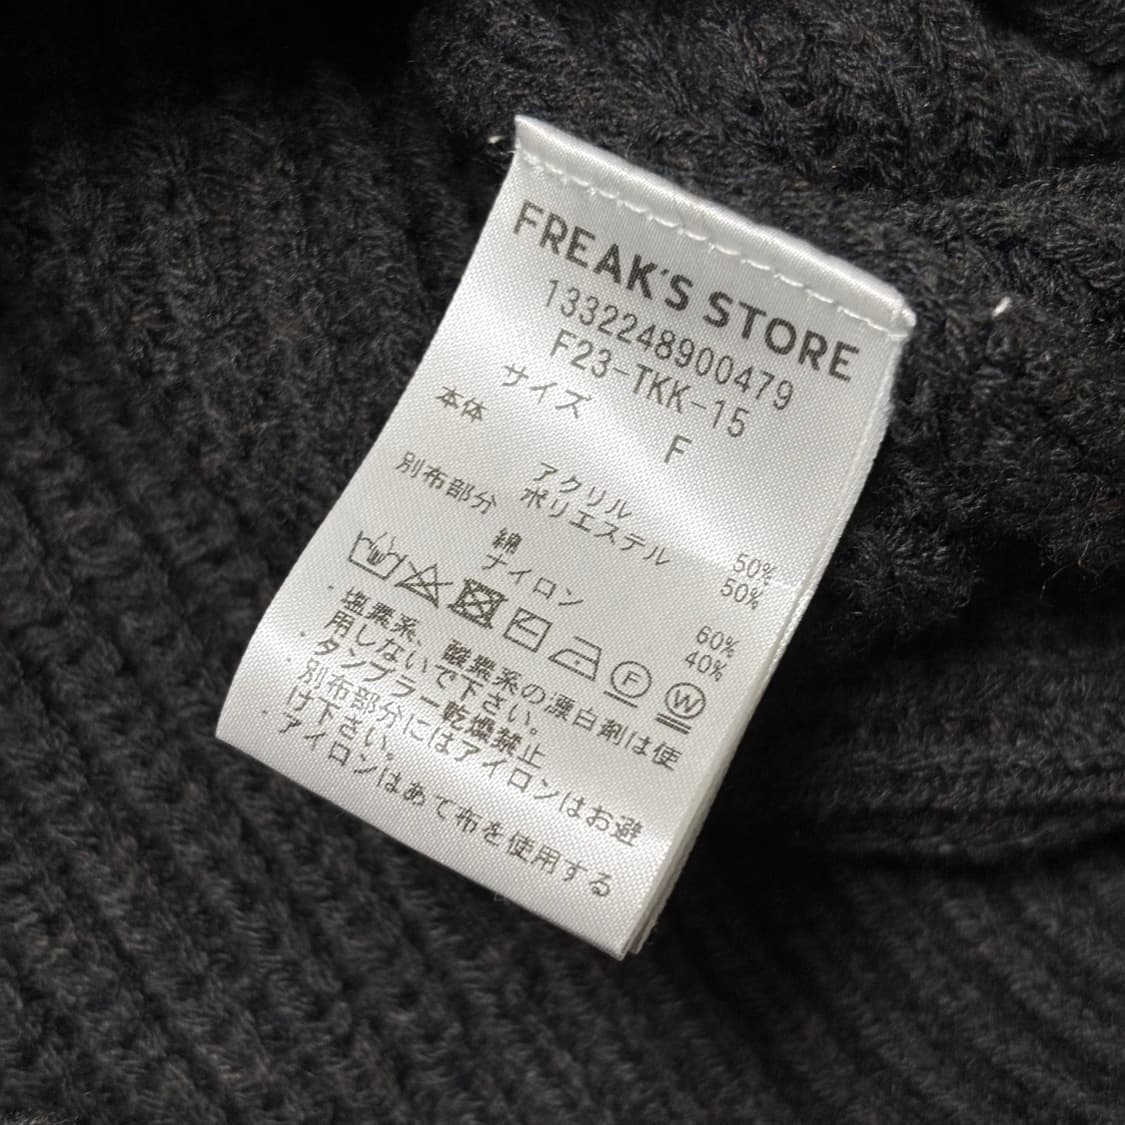 FREAK'S STORE
1332248900479
F23-TKK-15
サイズ F
本体
アクリル 50%
ポリエステル 50%
別布部分
綿 60%
ナイロン 40%
F W
・塩素系、酸素系の漂白剤は使
用しないで下さい。
・タンブラー乾燥禁止
・別布部分にはアイロンはお避
け下さい。
・アイロンはあて布を使用する